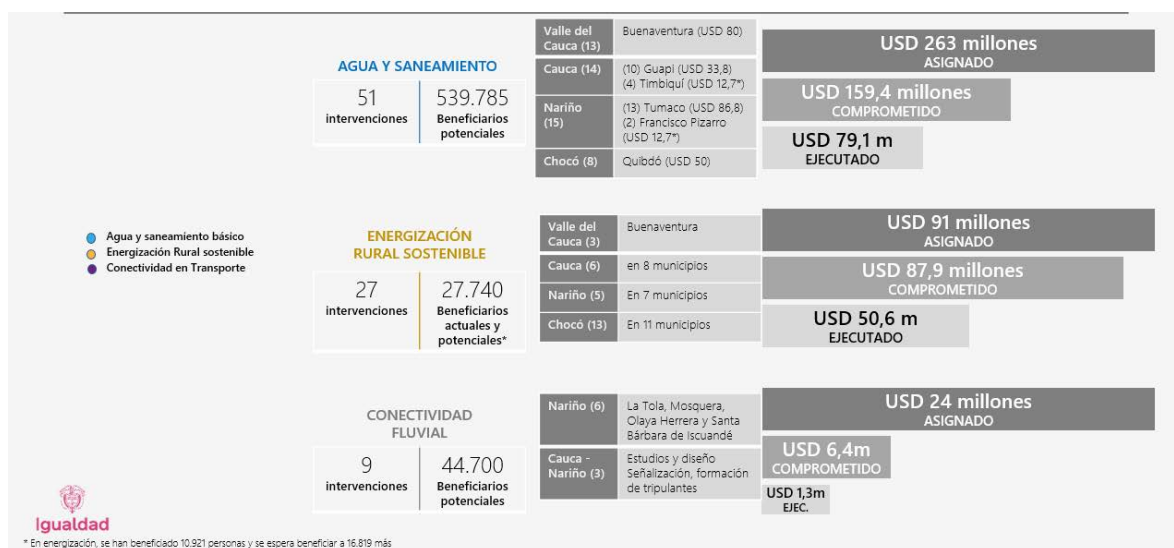 AGUA Y SANEAMIENTO
51
intervenciones
539.785
Beneficiarios
potenciales
Valle del
Cauca (13)
Buenaventura (USD 80)
Cauca (14)
(10) Guapi (USD 33,8)
(4) Timbiquí (USD 12,7*)
Nariño
(15)
(13) Tumaco (USD 86,8)
(2) Francisco Pizarro
(USD 12,7*)
Chocó (8)
Quibdó (USD 50)
USD 263 millones
ASIGNADO
USD 159,4 millones
COMPROMETIDO
USD 79,1 m
EJECUTADO
Agua y saneamiento básico
Energización Rural sostenible
Conectividad en Transporte
ENERGIZACIÓN
RURAL SOSTENIBLE
27
intervenciones
27.740
Beneficiarios
actuales y
potenciales*
Valle del
Cauca (3)
Buenaventura
Cauca (6)
en 8 municipios
Nariño (5)
En 7 municipios
Chocó (13)
En 11 municipios
USD 91 millones
ASIGNADO
USD 87,9 millones
COMPROMETIDO
USD 50,6 m
EJECUTADO
CONECTIVIDAD
FLUVIAL
9
intervenciones
44.700
Beneficiarios
potenciales
Nariño (6)
La Tola, Mosquera,
Olaya Herrera y Santa
Bárbara de Iscuandé
Cauca -
Nariño (3)
Estudios y diseño
Señalización, formación
de tripulantes
USD 24 millones
ASIGNADO
USD 6,4m
COMPROMETIDO
USD 1,3m
EJEC.
Igualdad
* En energización, se han beneficiado 10.921 personas y se espera beneficiar a 16.819 más